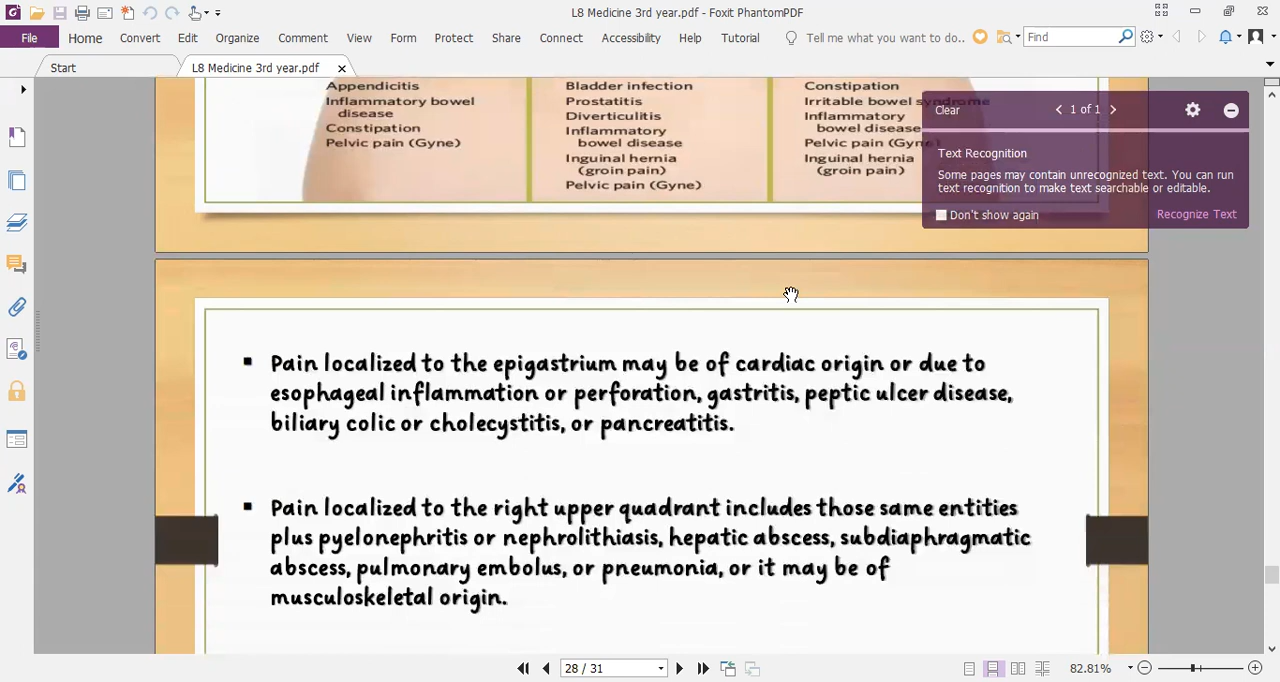 L8 Medicine 3rd year.pdf - Foxit PhantomPDF
File Home Convert Edit Organize Comment View Form Protect Share Connect Accessibility Help Tutorial Tell me what you want to do.. Find
Start L8 Medicine 3rd year.pdf
Appendicitis
Inflammatory bowel
disease
Constipation
Pelvic pain (Gyne)
Bladder infection
Prostatitis
Diverticulitis
Inflammatory
bowel disease
Inguinal hernia
(groin pain)
Pelvic pain (Gyne)
Constipation
Irritable bowel syndrome
Inflammatory
bowel disease
Pelvic pain (Gyne)
Inguinal hernia
(groin pain)
Clear 1 of 1
Text Recognition
Some pages may contain unrecognized text. You can run
text recognition to make text searchable or editable.
Don't show again Recognize Text
▪ Pain localized to the epigastrium may be of cardiac origin or due to
esophageal inflammation or perforation, gastritis, peptic ulcer disease,
biliary colic or cholecystitis, or pancreatitis.
▪ Pain localized to the right upper quadrant includes those same entities
plus pyelonephritis or nephrolithiasis, hepatic abscess, subdiaphragmatic
abscess, pulmonary embolus, or pneumonia, or it may be of
musculoskeletal origin.
28 / 31 82.81%